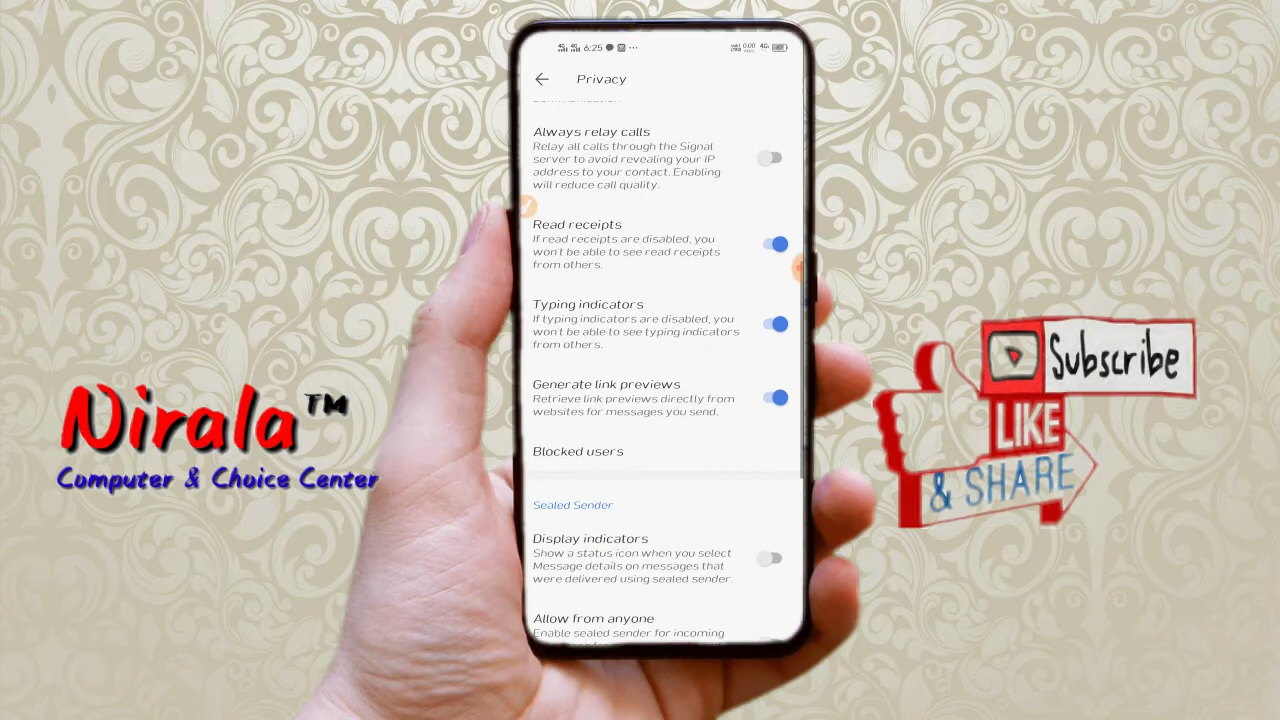 6:25
0.00
4G
Privacy
Always relay calls
Relay all calls through the Signal
server to avoid revealing your IP
address to your contact. Enabling
will reduce call quality.
Read receipts
If read receipts are disabled, you
won't be able to see read receipts
from others.
Typing indicators
If typing indicators are disabled, you
won't be able to see typing indicators
from others.
Generate link previews
Retrieve link previews directly from
websites for messages you send.
Blocked users
Sealed Sender
Display indicators
Show a status icon when you select
Message details on messages that
were delivered using sealed sender.
Allow from anyone
Enable sealed sender for incoming
Nirala™
Computer & Choice Center
Subscribe
LIKE
& SHARE